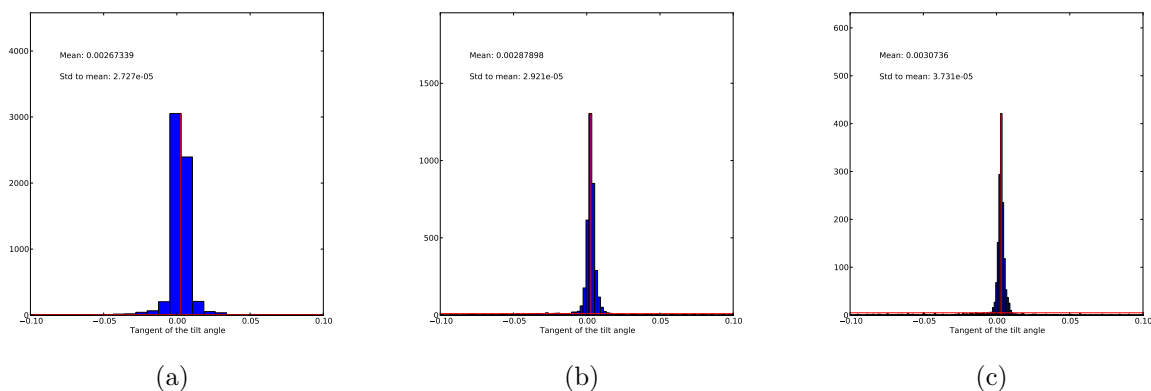 4000
3000
2000
1000
0
Mean: 0.00267339
Std to mean: 2.727e-05
−0.10 −0.05 0.00 0.05 0.10
Tangent of the tilt angle
(a)
1500
1000
500
0
Mean: 0.00287898
Std to mean: 2.921e-05
−0.10 −0.05 0.00 0.05 0.10
Tangent of the tilt angle
(b)
600
500
400
300
200
100
0
Mean: 0.0030736
Std to mean: 3.731e-05
−0.10 −0.05 0.00 0.05 0.10
Tangent of the tilt angle
(c)